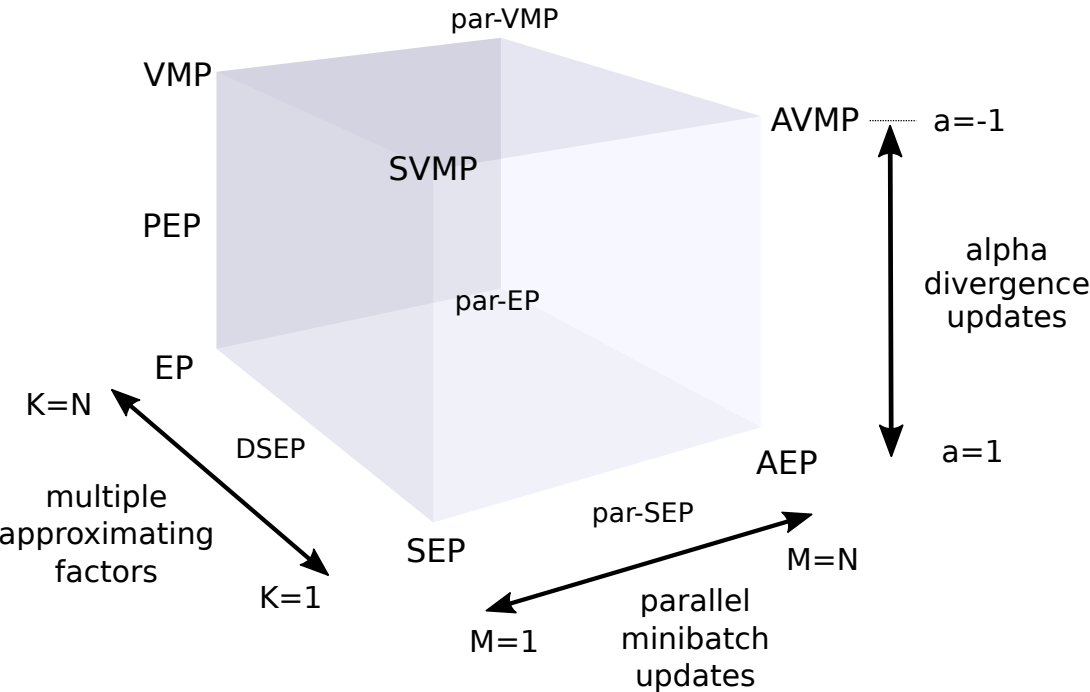 par-VMP
VMP
AVMP
a=-1
SVMP
PEP
alpha
divergence
updates
par-EP
EP
K=N
DSEP
a=1
AEP
multiple
approximating
factors
par-SEP
SEP
M=N
K=1
parallel
minibatch
updates
M=1